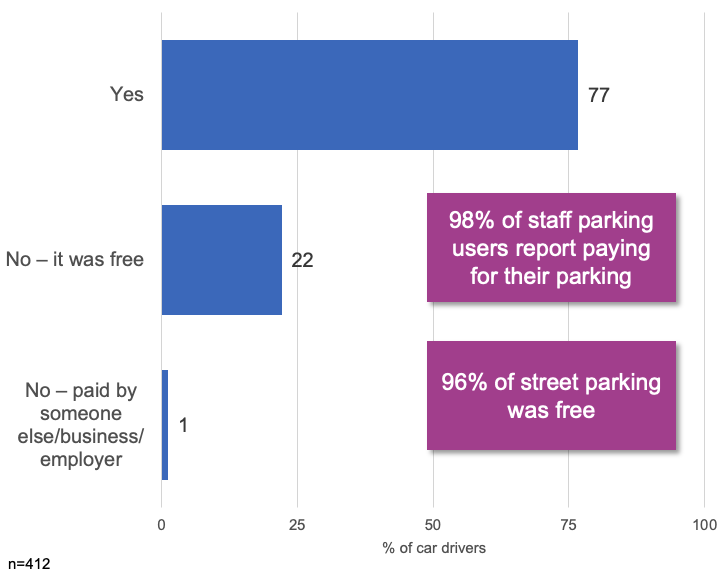 Yes
77
No – it was free
22
98% of staff parking
users report paying
for their parking
96% of street parking
was free
No – paid by
someone
else/business/
employer
1
0
25
50
75
100
% of car drivers
n=412